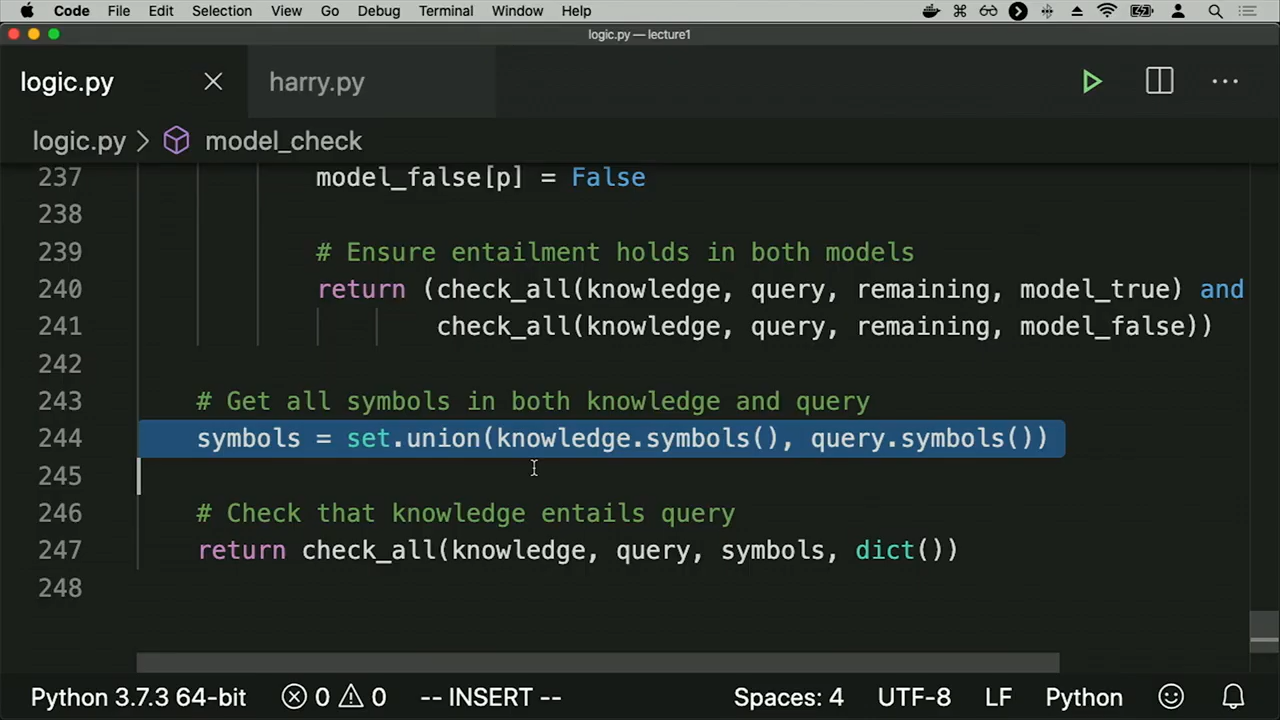 Code File Edit Selection View Go Debug Terminal Window Help
logic.py — lecture1
logic.py harry.py
logic.py model_check
237 model_false[p] = False
238
239 # Ensure entailment holds in both models
240 return (check_all(knowledge, query, remaining, model_true) and
241 check_all(knowledge, query, remaining, model_false))
242
243 # Get all symbols in both knowledge and query
244 symbols = set.union(knowledge.symbols(), query.symbols())
245
246 # Check that knowledge entails query
247 return check_all(knowledge, query, symbols, dict())
248
Python 3.7.3 64-bit 0 0 -- INSERT -- Spaces: 4 UTF-8 LF Python